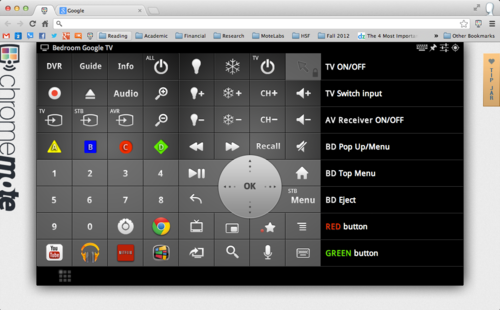 Google
Reading Academic Financial Research MoteLabs HSF Fall 2012 The 4 Most Importa Other Bookmarks
Bedroom Google TV
DVR Guide Info ALL TV TV ON/OFF
Audio CH+ TV Switch input
TV STB AVR CH- AV Receiver ON/OFF
A B C D Recall BD Pop Up/Menu
1 2 3 4 BD Top Menu
OK
STB
5 6 7 8 Menu BD Eject
9 0 RED button
You
Tube GREEN button
chromemote
TIP JAR